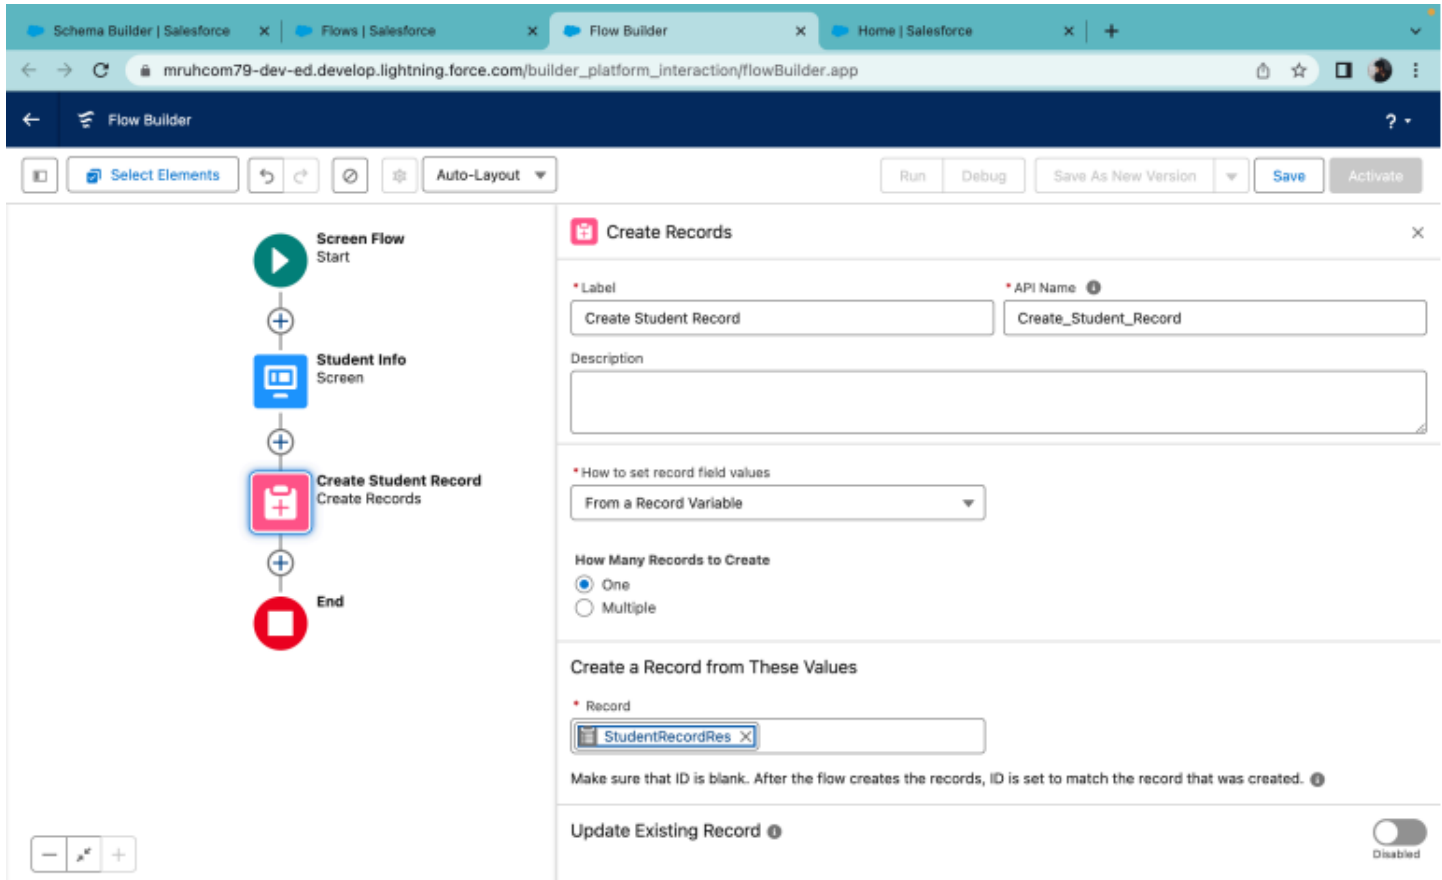 Schema Builder | Salesforce
Flows | Salesforce
Flow Builder
Home | Salesforce
mruhcom79-dev-ed.develop.lightning.force.com/builder_platform_interaction/flowBuilder.app
Flow Builder
?
Select Elements
Auto-Layout
Run
Debug
Save As New Version
Save
Activate
Screen Flow
Start
Student Info
Screen
Create Student Record
Create Records
End
Create Records
* Label
Create Student Record
* API Name
Create_Student_Record
Description
* How to set record field values
From a Record Variable
How Many Records to Create
One
Multiple
Create a Record from These Values
* Record
StudentRecordRes
Make sure that ID is blank. After the flow creates the records, ID is set to match the record that was created.
Update Existing Record
Disabled